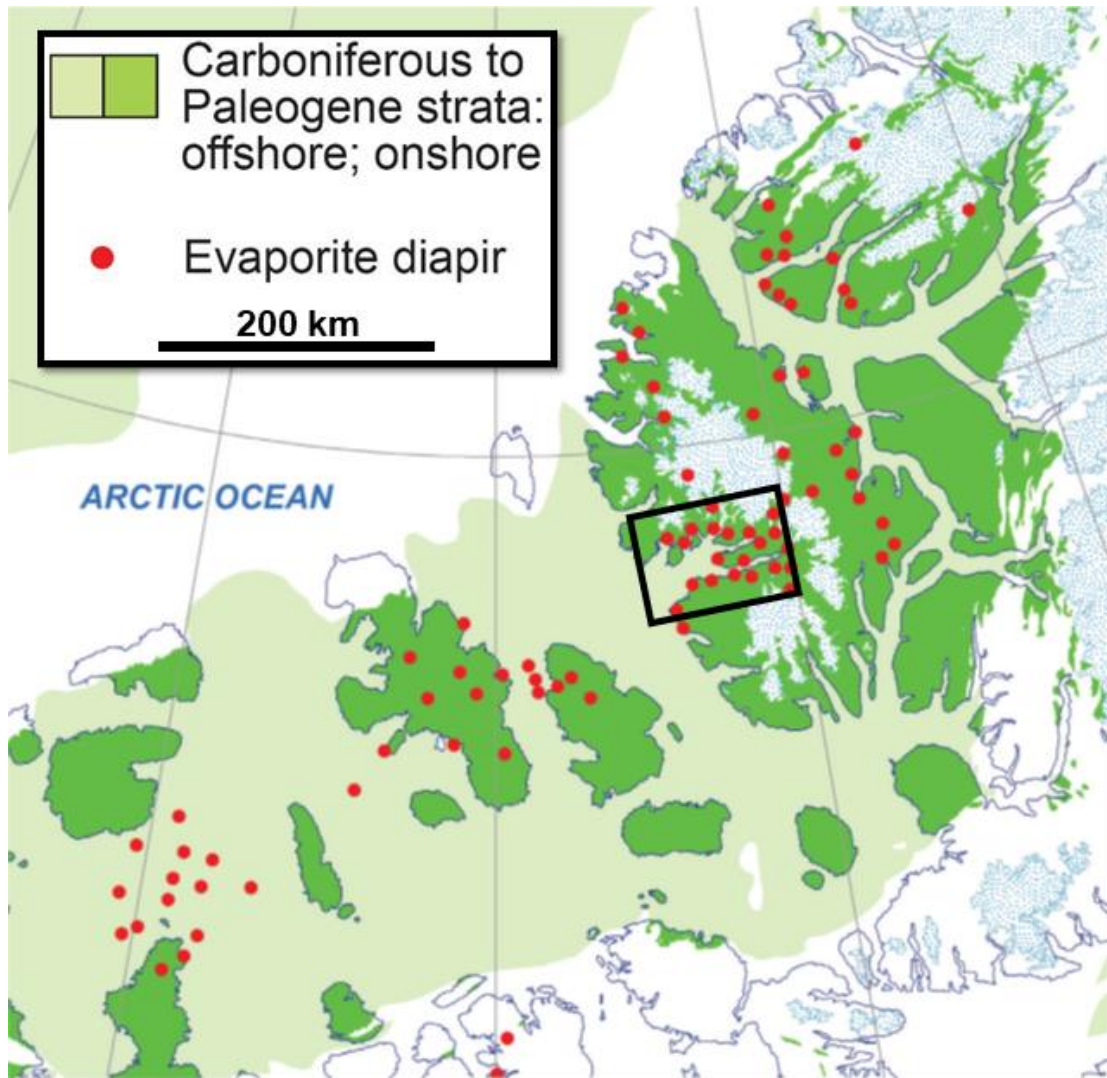 Carboniferous to
Paleogene strata:
offshore; onshore
Evaporite diapir
200 km
ARCTIC OCEAN